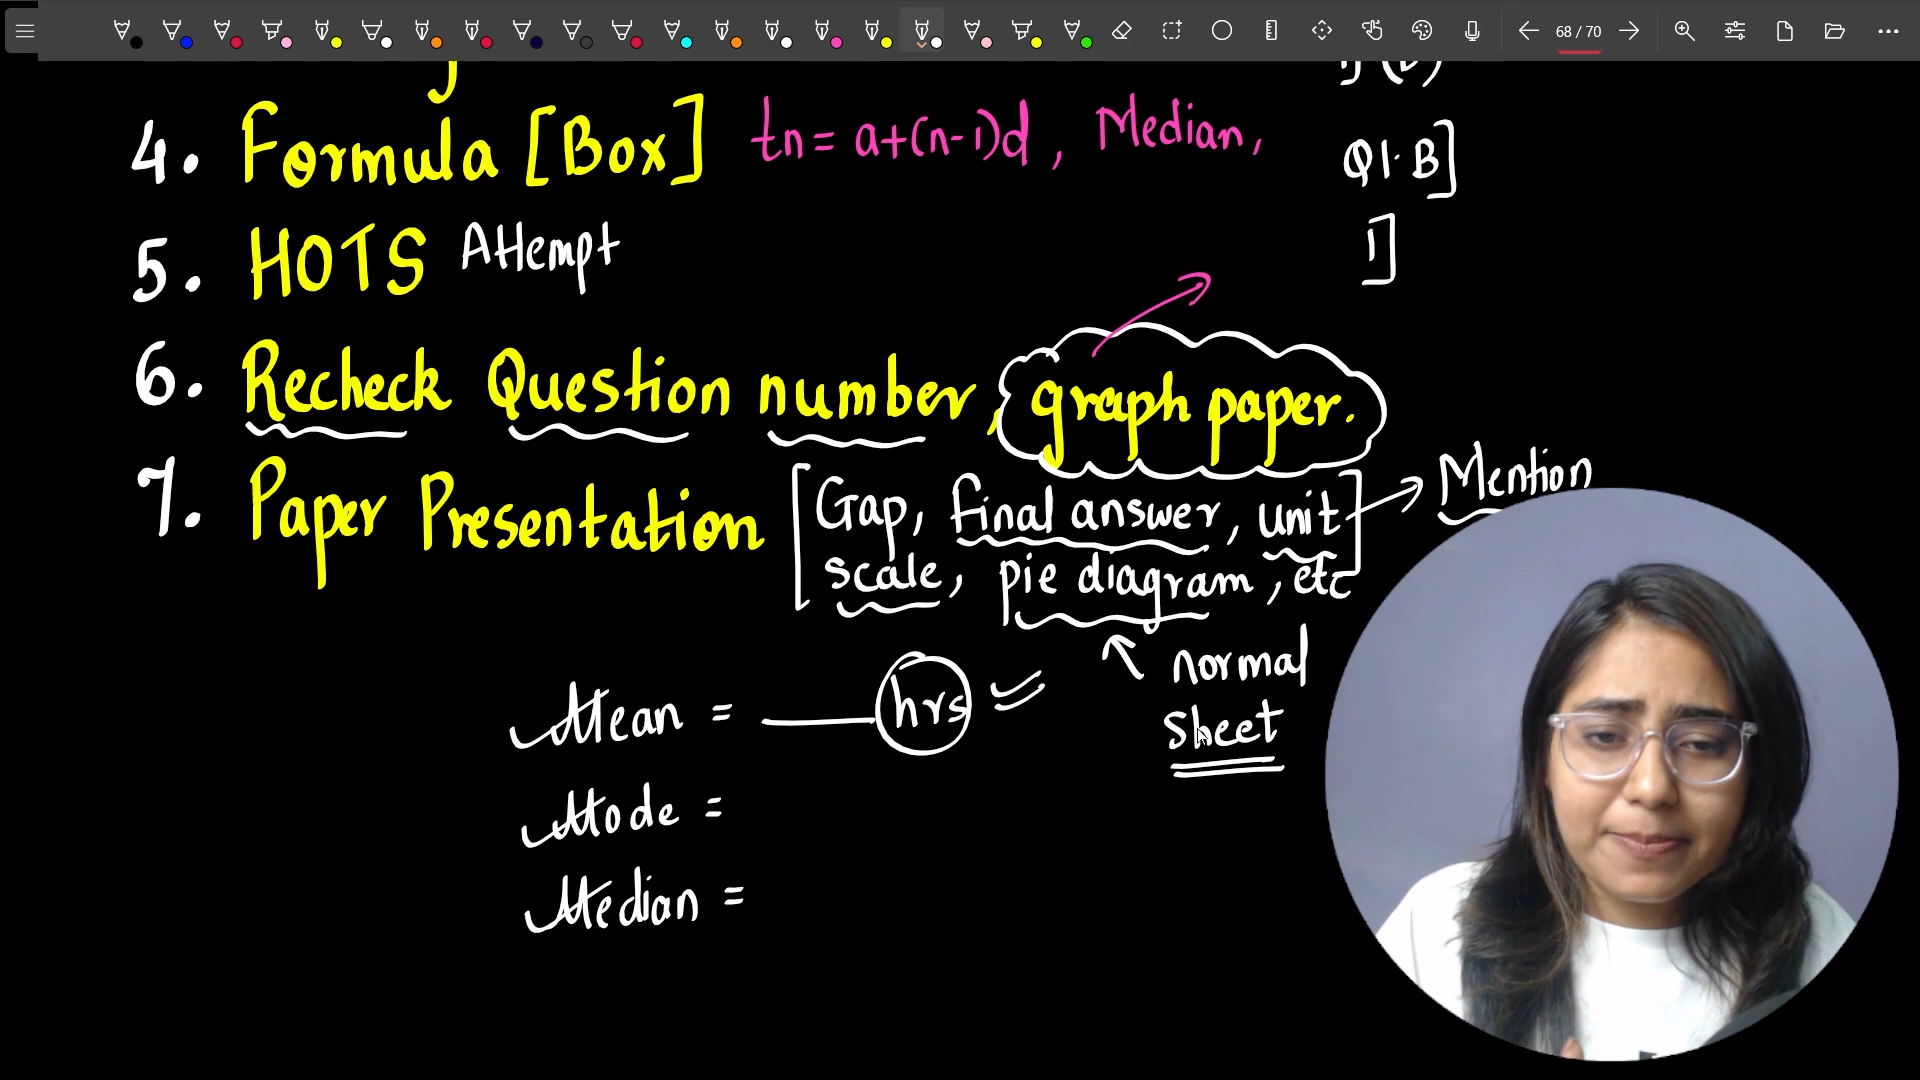 68 / 70
4. Formula [Box] tn = a+(n-1)d, Median,
Q1.B]
5. HOTS Attempt
1]
6. Recheck Question number, graph paper.
7. Paper Presentation [Gap, final answer, unit
scale, pie diagram, etc]
Mention
normal
sheet
Mean = ____ hrs
Mode =
Median =